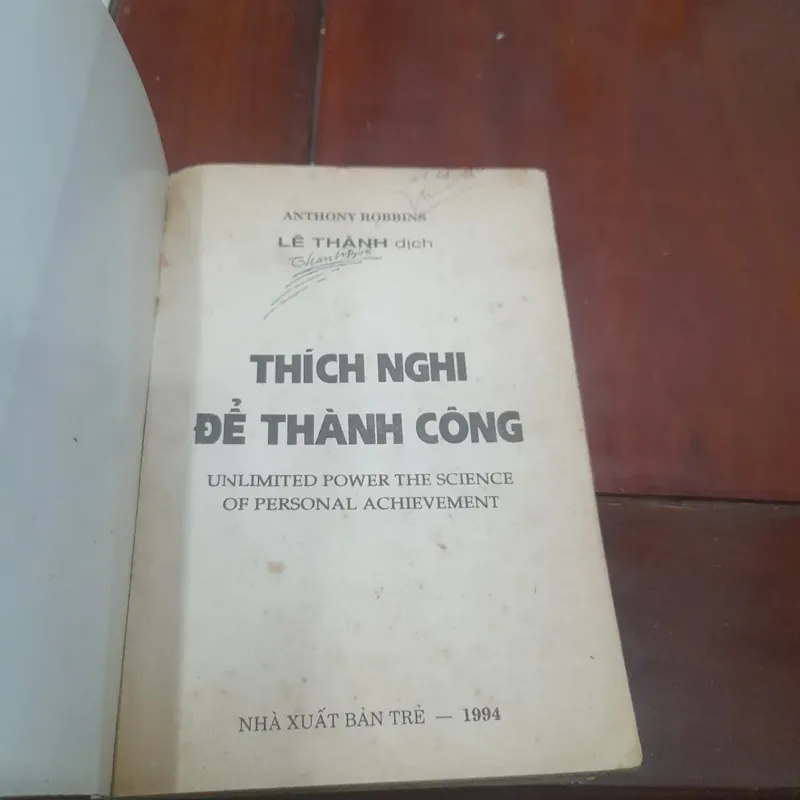 ANTHONY ROBBINS
LÊ THÀNH dịch
THÍCH NGHI
ĐỂ THÀNH CÔNG
UNLIMITED POWER THE SCIENCE
OF PERSONAL ACHIEVEMENT
NHÀ XUẤT BẢN TRẺ — 1994